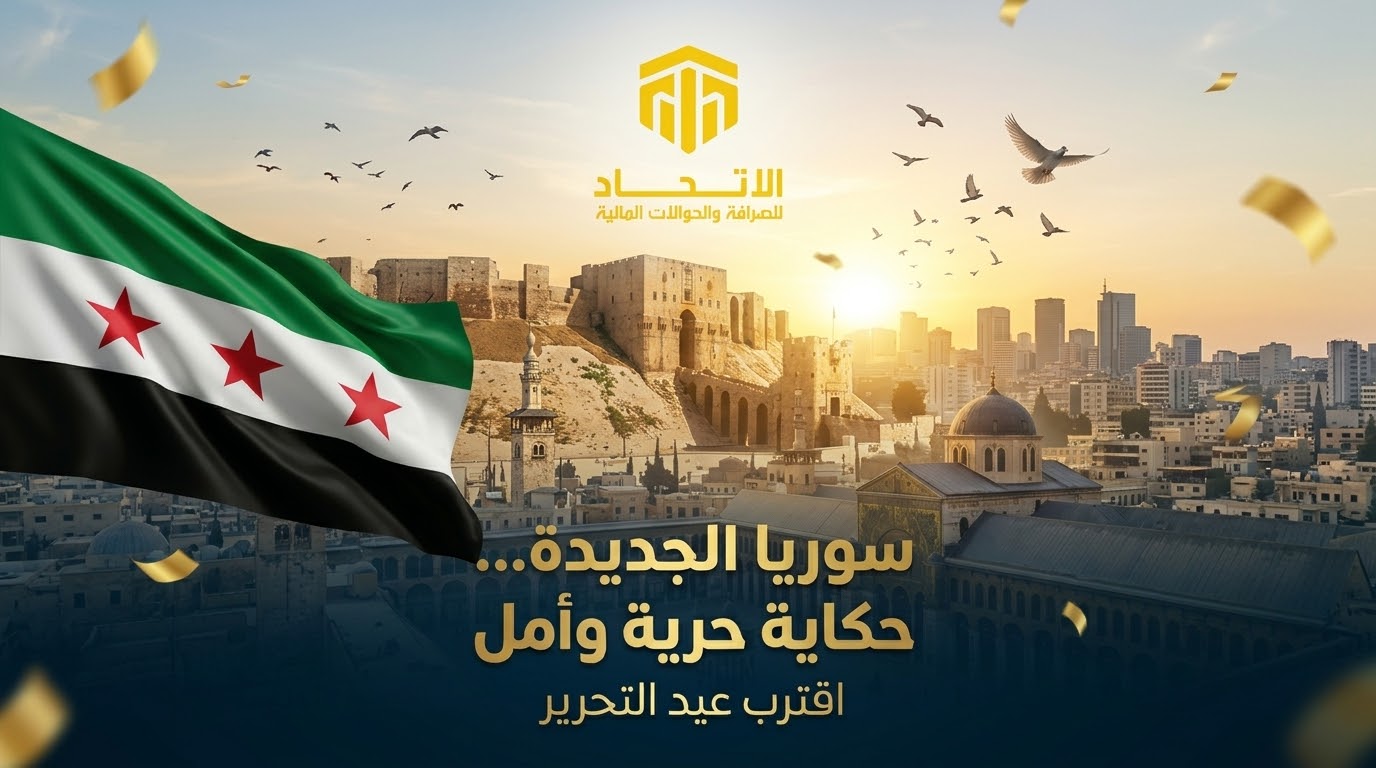 الاتحاد
للصرافة والحوالات المالية
سوريا الجديدة...
حكاية حرية وأمل
اقترب عيد التحرير